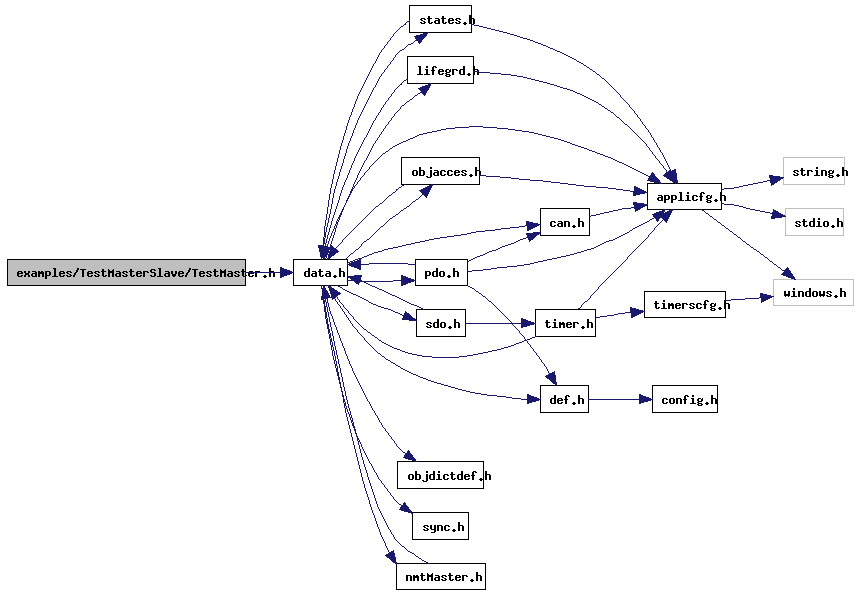 states.h
lifegrd.h
objacces.h
string.h
applicfg.h
can.h
stdio.h
examples/TestMasterSlave/TestMaster.h
data.h
pdo.h
windows.h
timerscfg.h
sdo.h
timer.h
def.h
config.h
objdictdef.h
sync.h
nmtMaster.h